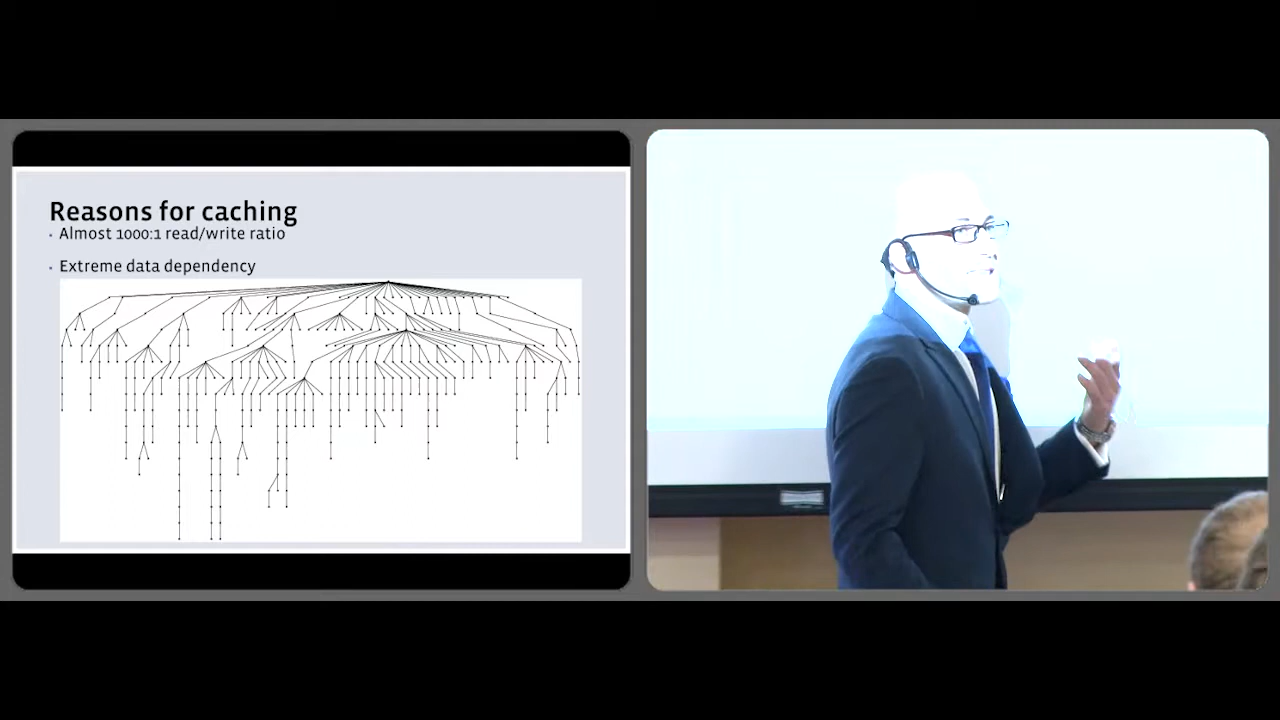 Reasons for caching
• Almost 1000:1 read/write ratio
• Extreme data dependency